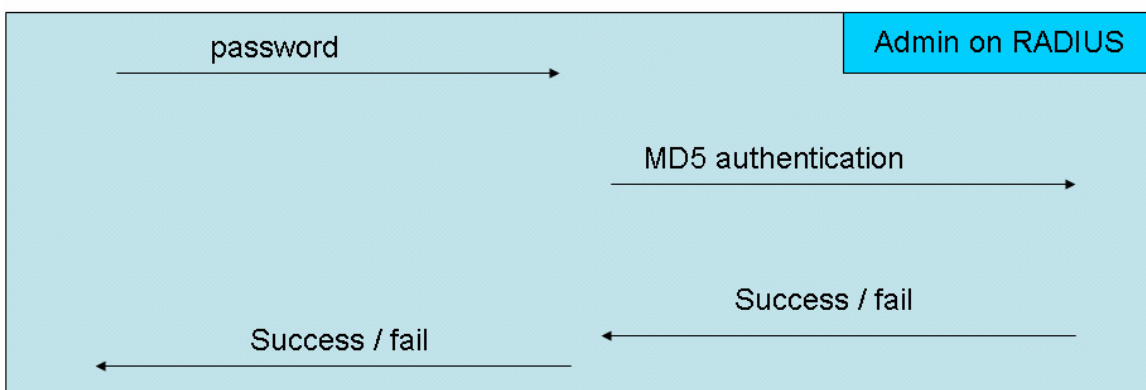 password
Admin on RADIUS
MD5 authentication
Success / fail
Success / fail